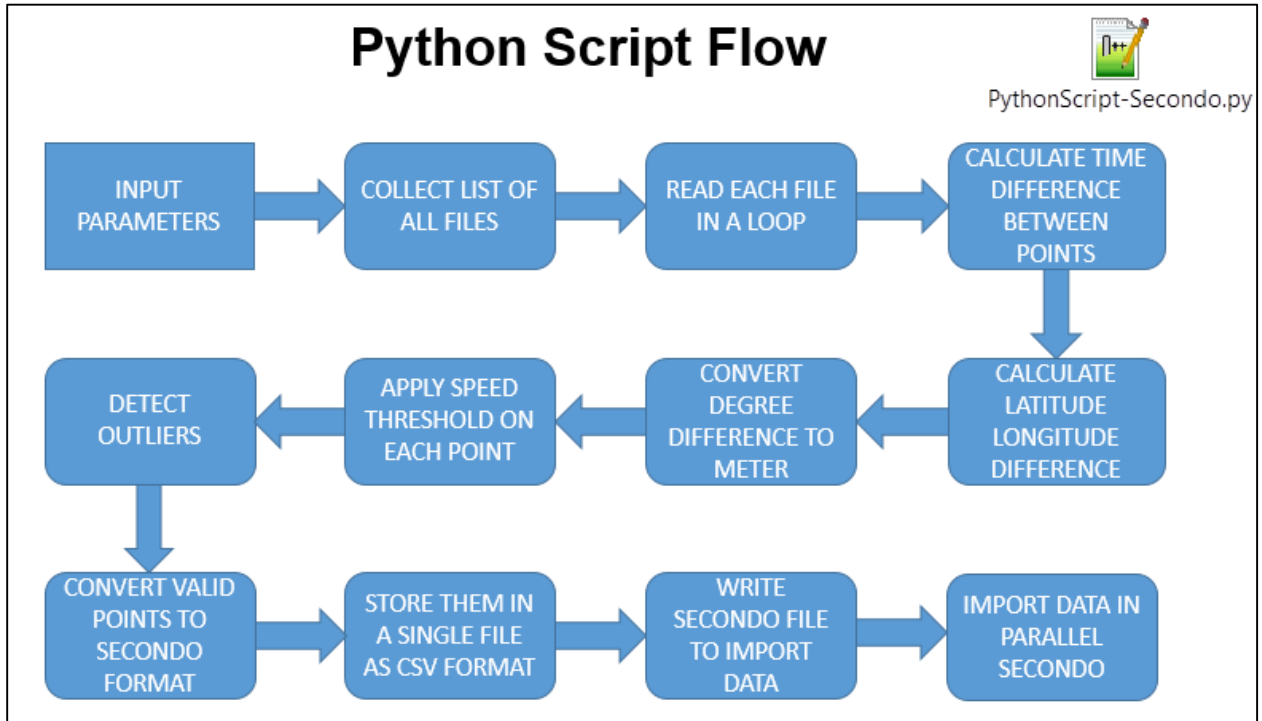 Python Script Flow
PythonScript-Secondo.py
INPUT
PARAMETERS
COLLECT LIST OF
ALL FILES
READ EACH FILE
IN A LOOP
CALCULATE TIME
DIFFERENCE
BETWEEN
POINTS
CALCULATE
LATITUDE
LONGITUDE
DIFFERENCE
CONVERT
DEGREE
DIFFERENCE TO
METER
APPLY SPEED
THRESHOLD ON
EACH POINT
DETECT
OUTLIERS
CONVERT VALID
POINTS TO
SECONDO
FORMAT
STORE THEM IN
A SINGLE FILE
AS CSV FORMAT
WRITE
SECONDO FILE
TO IMPORT
DATA
IMPORT DATA IN
PARALLEL
SECONDO